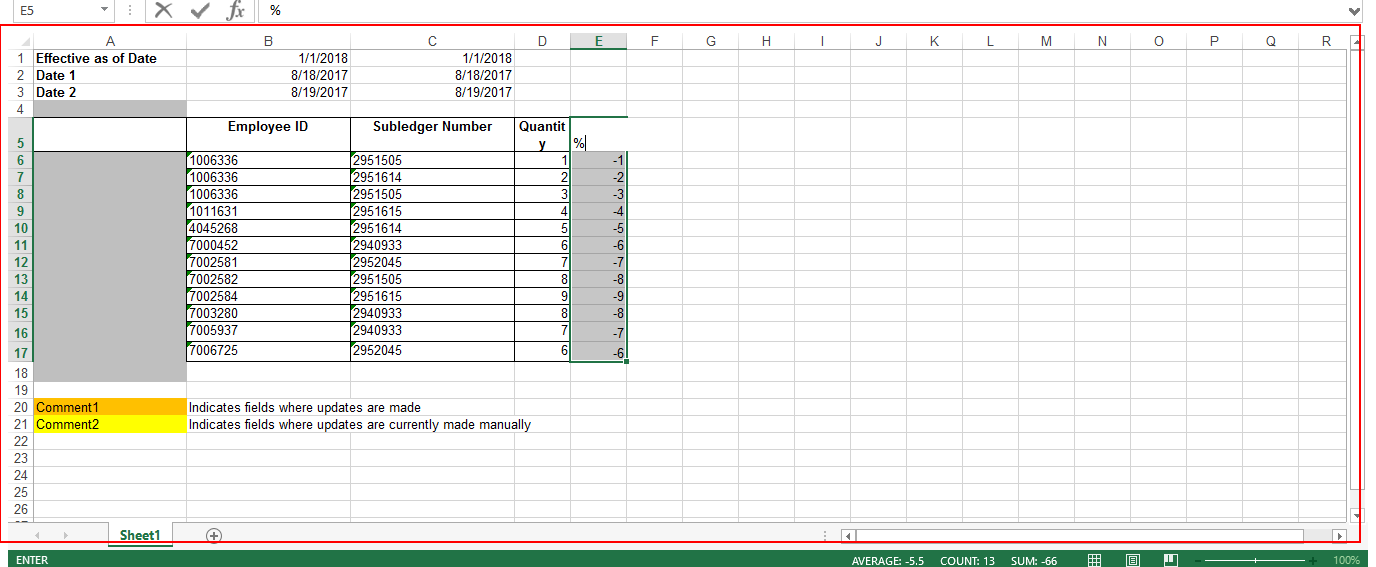 E5 fx %
A B C D E F G H I J K L M N O P Q R
1 Effective as of Date 1/1/2018 1/1/2018
2 Date 1 8/18/2017 8/18/2017
3 Date 2 8/19/2017 8/19/2017
4
5 Employee ID Subledger Number Quantit
y %
6 1006336 2951505 1 -1
7 1006336 2951614 2 -2
8 1006336 2951505 3 -3
9 1011631 2951615 4 -4
10 4045268 2951614 5 -5
11 7000452 2940933 6 -6
12 7002581 2952045 7 -7
13 7002582 2951505 8 -8
14 7002584 2951615 9 -9
15 7003280 2940933 8 -8
16 7005937 2940933 7 -7
17 7006725 2952045 6 -6
18
19
20 Comment1 Indicates fields where updates are made
21 Comment2 Indicates fields where updates are currently made manually
22
23
24
25
26
Sheet1
ENTER AVERAGE: -5.5 COUNT: 13 SUM: -66 100%